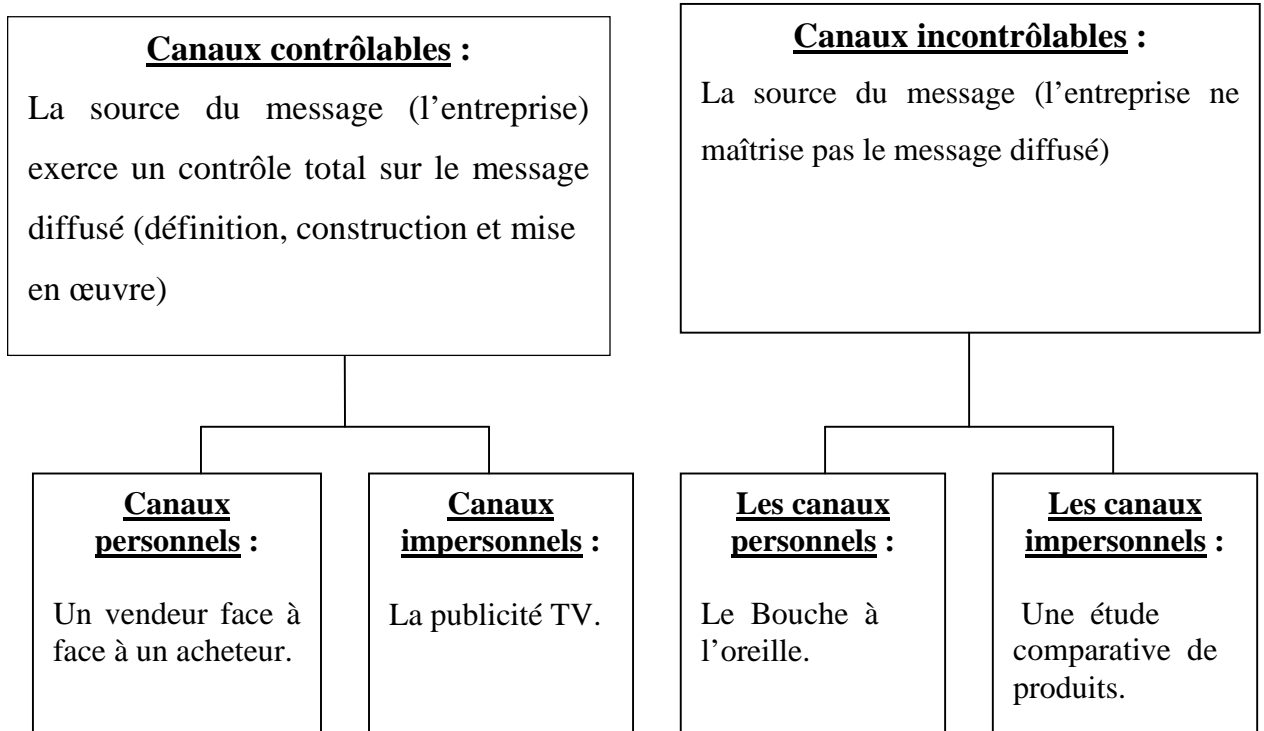 Canaux contrôlables :
La source du message (l’entreprise)
exerce un contrôle total sur le message
diffusé (définition, construction et mise
en œuvre)
Canaux incontrôlables :
La source du message (l’entreprise ne
maîtrise pas le message diffusé)
Canaux
personnels :
Un vendeur face à
face à un acheteur.
Canaux
impersonnels :
La publicité TV.
Les canaux
personnels :
Le Bouche à
l’oreille.
Les canaux
impersonnels :
Une étude
comparative de
produits.